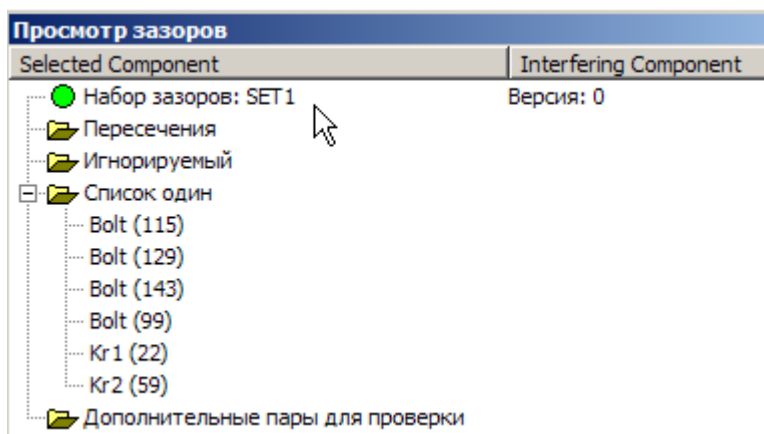 Просмотр зазоров
Selected Component Interfering Component
Набор зазоров: SET1 Версия: 0
Пересечения
Игнорируемый
Список один
Bolt (115)
Bolt (129)
Bolt (143)
Bolt (99)
Kr1 (22)
Kr2 (59)
Дополнительные пары для проверки